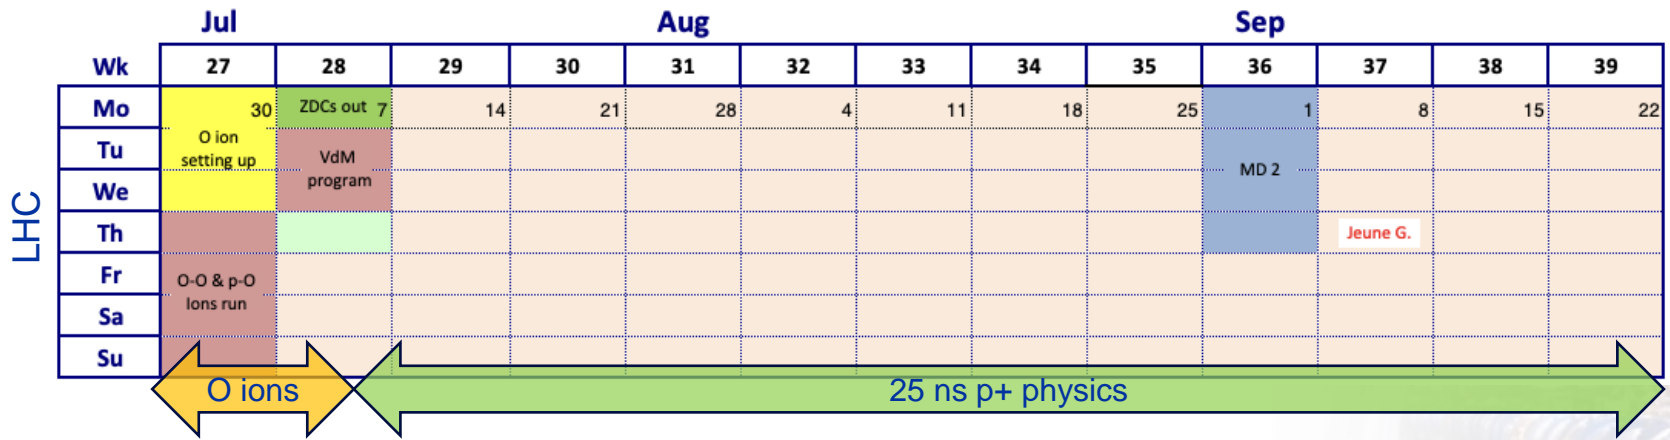 Jul Aug Sep
Wk 27 28 29 30 31 32 33 34 35 36 37 38 39
Mo 30 ZDCs out 7 14 21 28 4 11 18 25 1 8 15 22
O ion
Tu setting up VdM
program MD 2
We
LHC
Th Jeune G.
Fr O-O & p-O
Ions run
Sa
Su
O ions 25 ns p+ physics